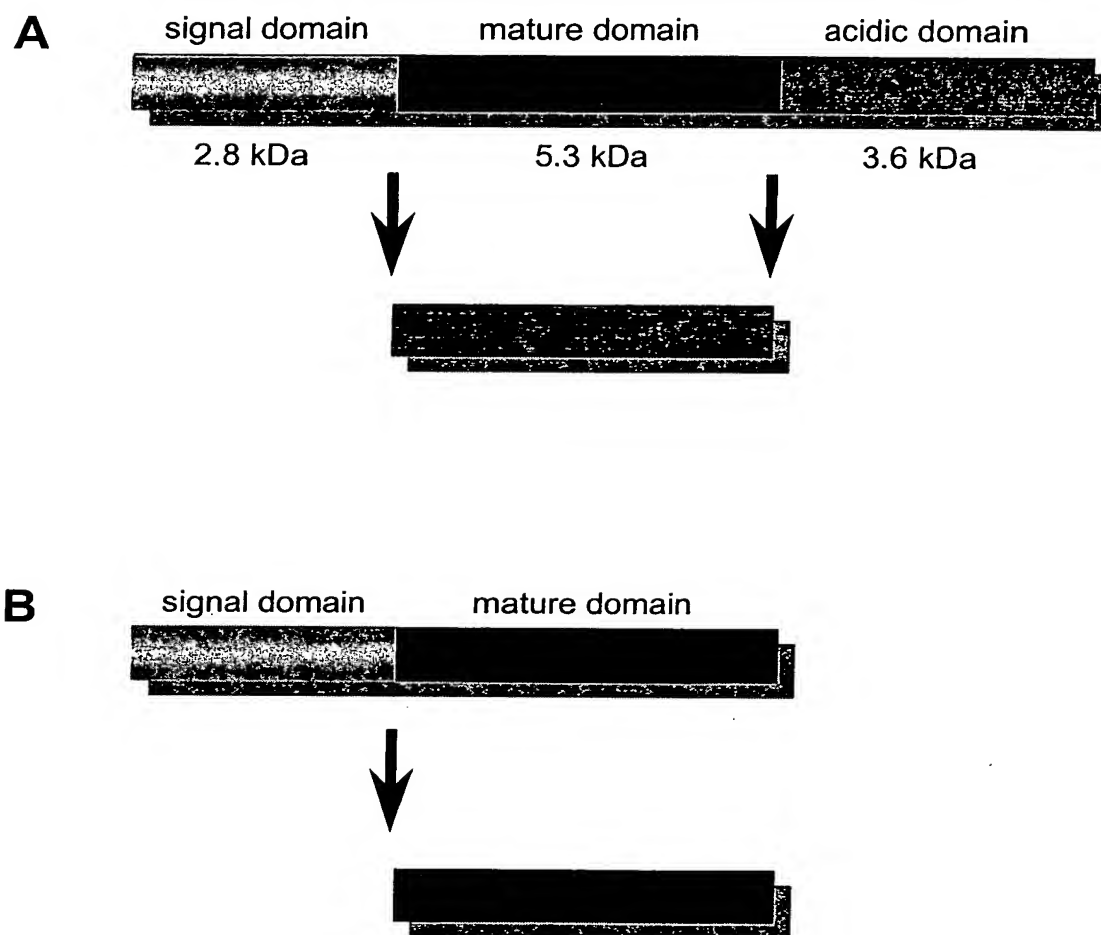 A
signal domain mature domain acidic domain
2.8 kDa 5.3 kDa 3.6 kDa
B
signal domain mature domain